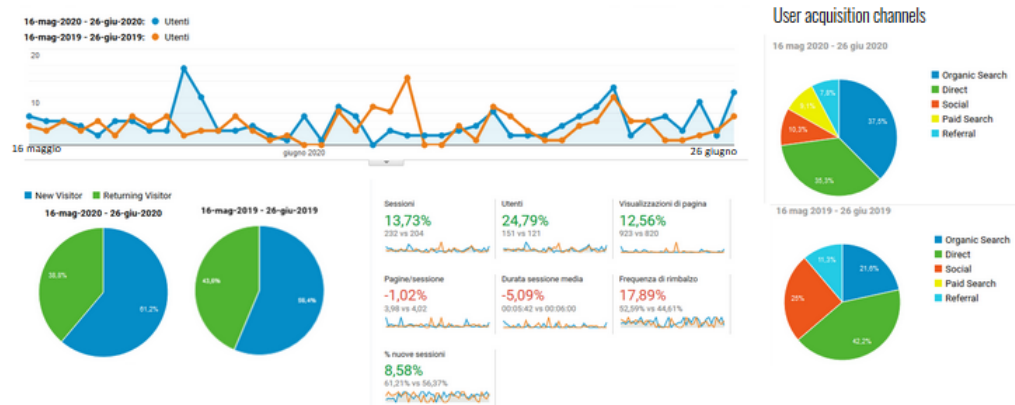 16-mag-2020 - 26-giu-2020: Utenti
16-mag-2019 - 26-giu-2019: Utenti
20
10
16 maggio
giugno 2020
26 giugno
New Visitor Returning Visitor
16-mag-2020 - 26-giu-2020
38,8%
61,2%
16-mag-2019 - 26-giu-2019
43,6%
56,4%
Sessioni
13,73%
232 vs 204
Utenti
24,79%
151 vs 121
Visualizzazioni di pagina
12,56%
923 vs 820
Pagine/sessione
-1,02%
3,98 vs 4,02
Durata sessione media
-5,09%
00:05:42 vs 00:06:00
Frequenza di rimbalzo
17,89%
52,59% vs 44,61%
% nuove sessioni
8,58%
61,21% vs 56,37%
User acquisition channels
16 mag 2020 - 26 giu 2020
7,8%
9,1%
10,3%
35,3%
37,5%
Organic Search
Direct
Social
Paid Search
Referral
16 mag 2019 - 26 giu 2019
11,3%
21,6%
25%
42,2%
Organic Search
Direct
Social
Paid Search
Referral